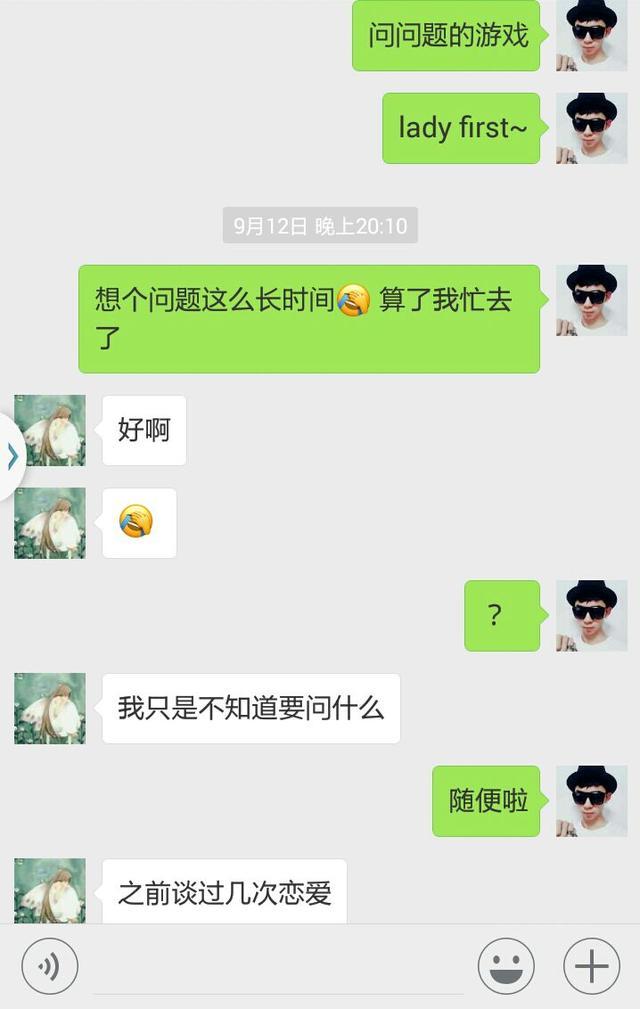 问问题的游戏
lady first~
9月12日 晚上20:10
想个问题这么长时间🤦 算了我忙去
了
好啊
🤦
？
我只是不知道要问什么
随便啦
之前谈过几次恋爱